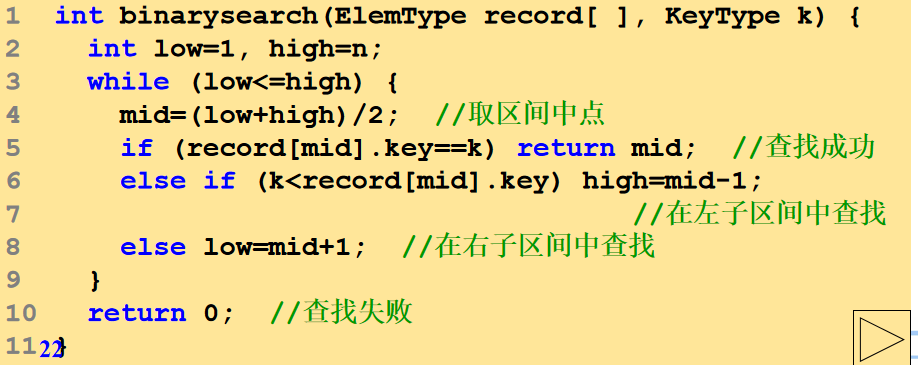 1 int binarysearch(ElemType record[ ], KeyType k) {
2 int low=1, high=n;
3 while (low<=high) {
4 mid=(low+high)/2; //取区间中点
5 if (record[mid].key==k) return mid; //查找成功
6 else if (k<record[mid].key) high=mid-1;
7 //在左子区间中查找
8 else low=mid+1; //在右子区间中查找
9 }
10 return 0; //查找失败
11 }
22